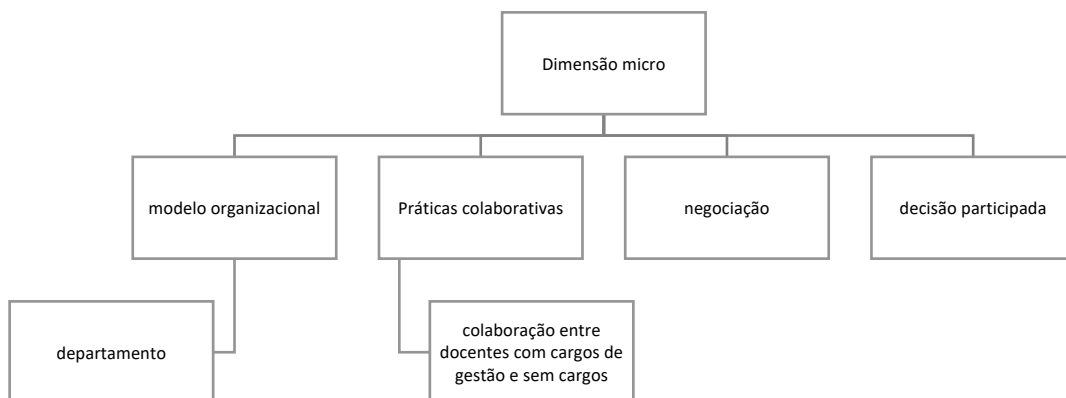 Dimensão micro
modelo organizacional
Práticas colaborativas
negociação
decisão participada
departamento
colaboração entre
docentes com cargos de
gestão e sem cargos